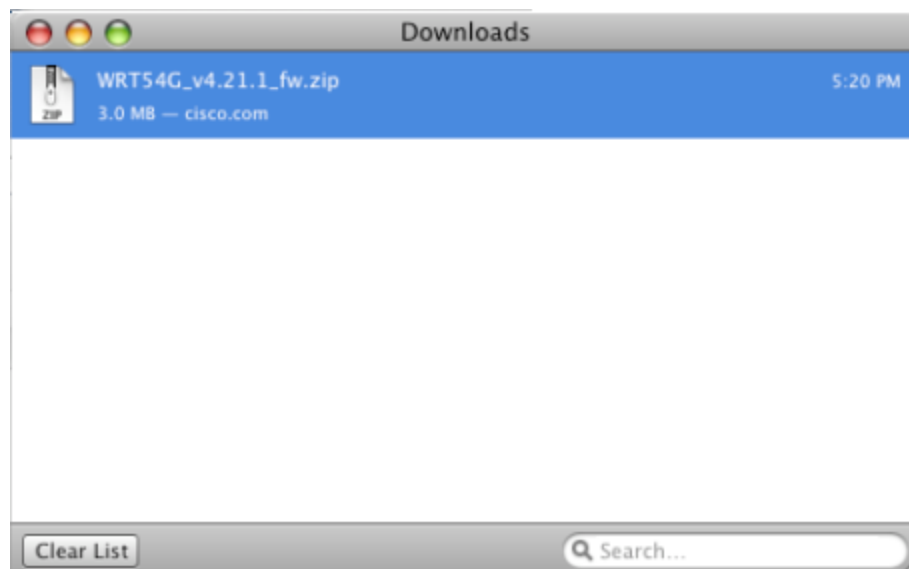 Downloads
WRT54G_v4.21.1_fw.zip
5:20 PM
ZIP
3.0 MB — cisco.com
Clear List
Search...